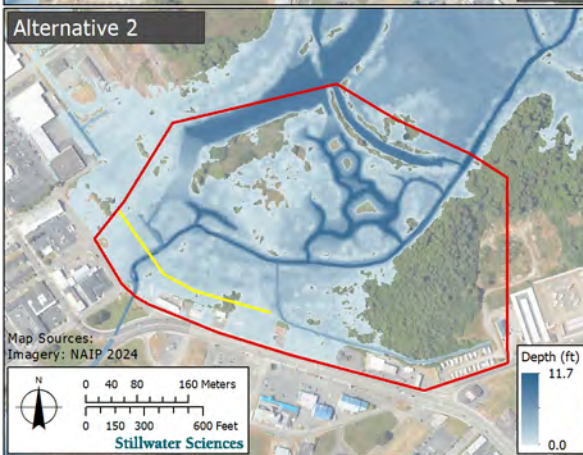 Alternative 2
Map Sources:
Imagery: NAIP 2024
N
0 40 80 160 Meters
0 150 300 600 Feet
Stillwater Sciences
Depth (ft)
11.7
0.0